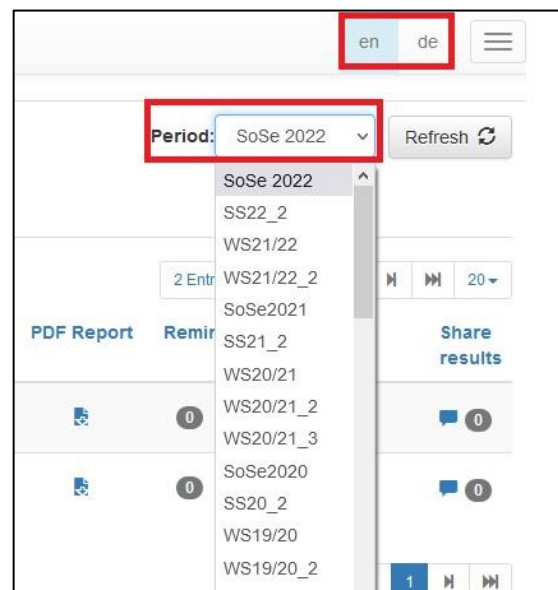 en de
Period: SoSe 2022 Refresh
SoSe 2022
SS22_2
WS21/22
2 Entr WS21/22_2 20
SoSe2021
PDF Report Remir SS21_2 Share
results
WS20/21
0 WS20/21_2 0
WS20/21_3
SoSe2020
0 SS20_2 0
WS19/20
WS19/20_2 1